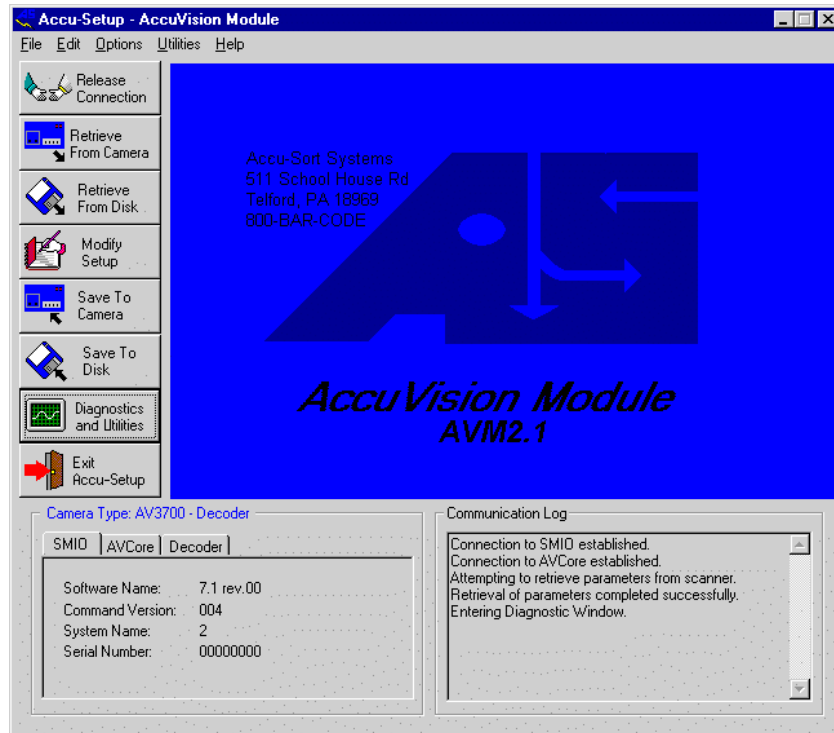 Accu-Setup - AccuVision Module
File Edit Options Utilities Help
Release
Connection
Retrieve
From Camera
Retrieve
From Disk
Modify
Setup
Save To
Camera
Save To
Disk
Diagnostics
and Utilities
Exit
Accu-Setup
Accu-Sort Systems
511 School House Rd
Telford, PA 18969
800-BAR-CODE
AccuVision Module
AVM2.1
Camera Type: AV3700 - Decoder
SMIO AVCore Decoder
Software Name: 7.1 rev.00
Command Version: 004
System Name: 2
Serial Number: 00000000
Communication Log
Connection to SMIO established.
Connection to AVCore established.
Attempting to retrieve parameters from scanner.
Retrieval of parameters completed successfully.
Entering Diagnostic Window.